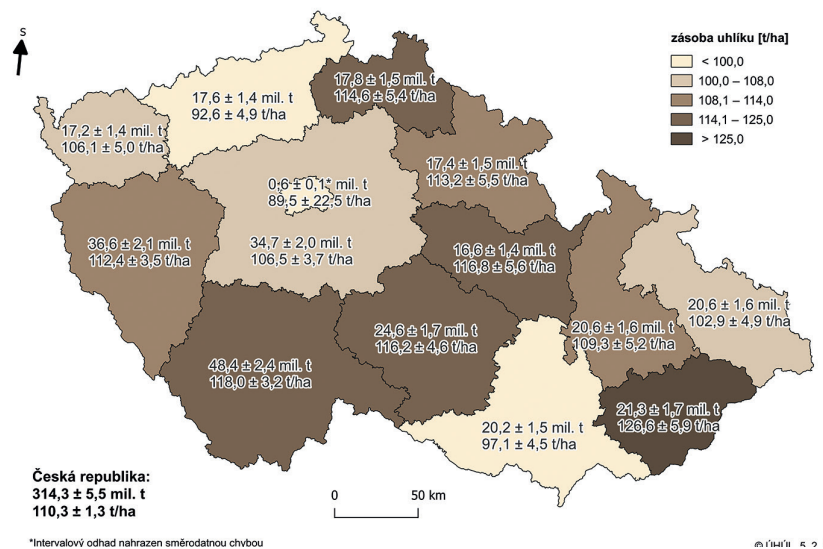 S
zásoba uhlíku [t/ha]
< 100,0
100,0 – 108,0
108,1 – 114,0
114,1 – 125,0
> 125,0
17,8 ± 1,5 mil. t
114,6 ± 5,4 t/ha
17,6 ± 1,4 mil. t
92,6 ± 4,9 t/ha
17,2 ± 1,4 mil. t
106,1 ± 5,0 t/ha
17,4 ± 1,5 mil. t
113,2 ± 5,5 t/ha
0,6 ± 0,1* mil. t
89,5 ± 22,5 t/ha
36,6 ± 2,1 mil. t
112,4 ± 3,5 t/ha
34,7 ± 2,0 mil. t
106,5 ± 3,7 t/ha
16,6 ± 1,4 mil. t
116,8 ± 5,6 t/ha
20,6 ± 1,6 mil. t
102,9 ± 4,9 t/ha
24,6 ± 1,7 mil. t
116,2 ± 4,6 t/ha
20,6 ± 1,6 mil. t
109,3 ± 5,2 t/ha
48,4 ± 2,4 mil. t
118,0 ± 3,2 t/ha
21,3 ± 1,7 mil. t
126,6 ± 5,9 t/ha
20,2 ± 1,5 mil. t
97,1 ± 4,5 t/ha
Česká republika:
314,3 ± 5,5 mil. t
110,3 ± 1,3 t/ha
0 50 km
*Intervalový odhad nahrazen směrodatnou chybou
© ÚHÚL, 5. 2